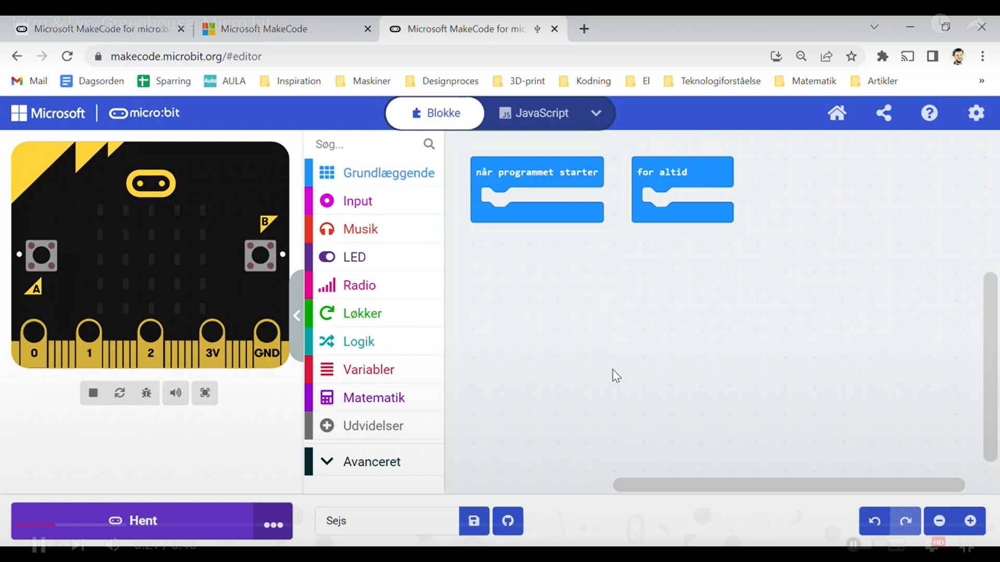 Intro & Lys, Greenhouse, Micro:bit
Microsoft MakeCode for micro:b
Microsoft MakeCode
Microsoft MakeCode for mic
makecode.microbit.org/#editor
Mail
Dagsorden
Sparring
Aula
AULA
Inspiration
Maskiner
Designproces
3D-print
Kodning
El
Teknologiforståelse
Matematik
Artikler
»
Microsoft
micro:bit
Blokke
JS
JavaScript
Søg...
Grundlæggende
Input
Musik
LED
Radio
Løkker
Logik
Variabler
Matematik
Udvidelser
Avanceret
når programmet starter
for altid
B
A
0
1
2
3V
GND
Hent
Sejs
0:21 / 8:46
HD